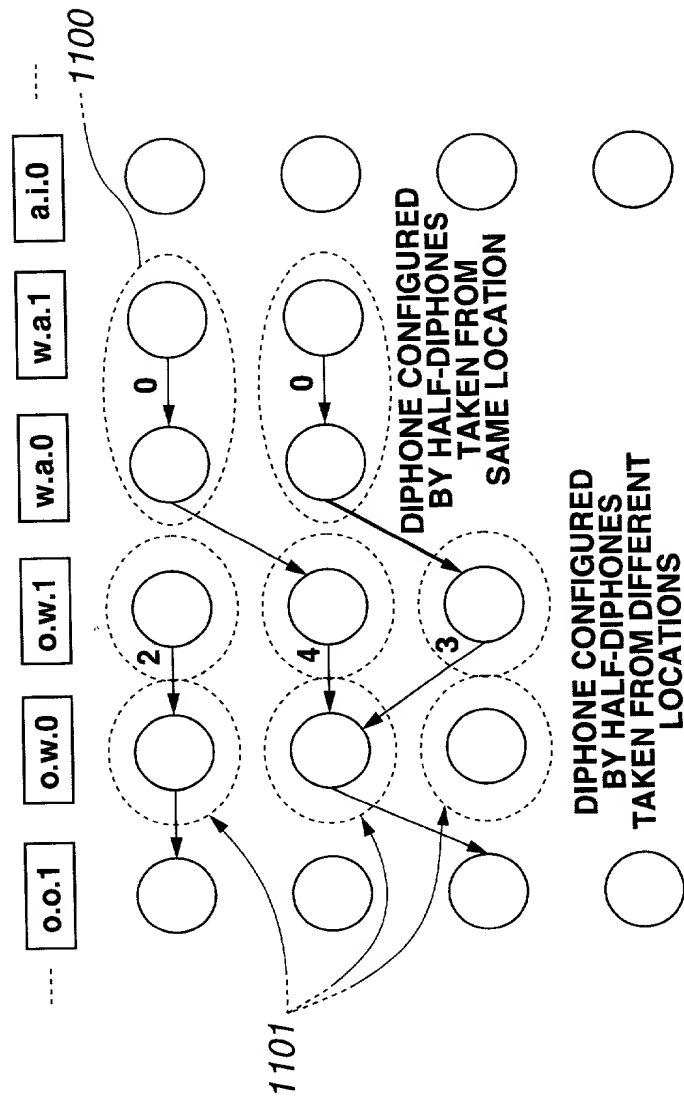 o.o.1 o.w.0 o.w.1 w.a.0 w.a.1 a.i.0
1100
2
0
4
0
3
1101
DIPHONE CONFIGURED
BY HALF-DIPHONES
TAKEN FROM
SAME LOCATION
DIPHONE CONFIGURED
BY HALF-DIPHONES
TAKEN FROM DIFFERENT
LOCATIONS